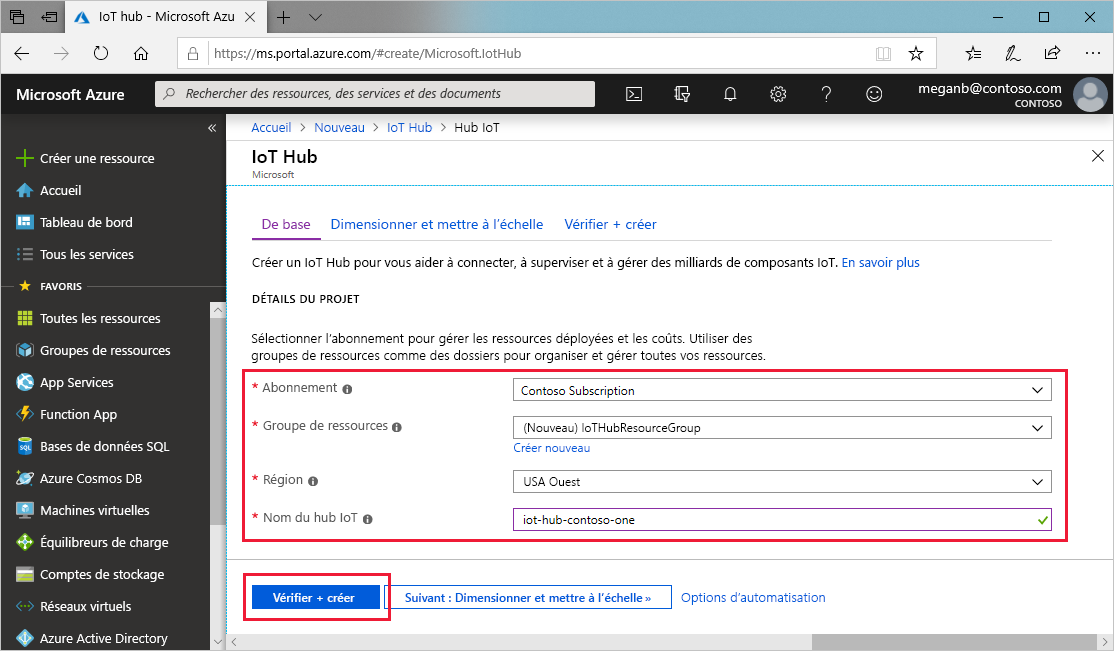 IoT hub - Microsoft Azu
https://ms.portal.azure.com/#create/Microsoft.IotHub
Microsoft Azure
Rechercher des ressources, des services et des documents
meganb@contoso.com
CONTOSO
Créer une ressource
Accueil
Tableau de bord
Tous les services
FAVORIS
Toutes les ressources
Groupes de ressources
App Services
Function App
Bases de données SQL
Azure Cosmos DB
Machines virtuelles
Équilibreurs de charge
Comptes de stockage
Réseaux virtuels
Azure Active Directory
Accueil > Nouveau > IoT Hub > Hub IoT
IoT Hub
Microsoft
De base Dimensionner et mettre à l’échelle Vérifier + créer
Créer un IoT Hub pour vous aider à connecter, à superviser et à gérer des milliards de composants IoT. En savoir plus
DÉTAILS DU PROJET
Sélectionner l’abonnement pour gérer les ressources déployées et les coûts. Utiliser des
groupes de ressources comme des dossiers pour organiser et gérer toutes vos ressources.
* Abonnement Contoso Subscription
* Groupe de ressources (Nouveau) IoTHubResourceGroup
Créer nouveau
* Région USA Ouest
* Nom du hub IoT iot-hub-contoso-one
Vérifier + créer Suivant : Dimensionner et mettre à l’échelle » Options d’automatisation